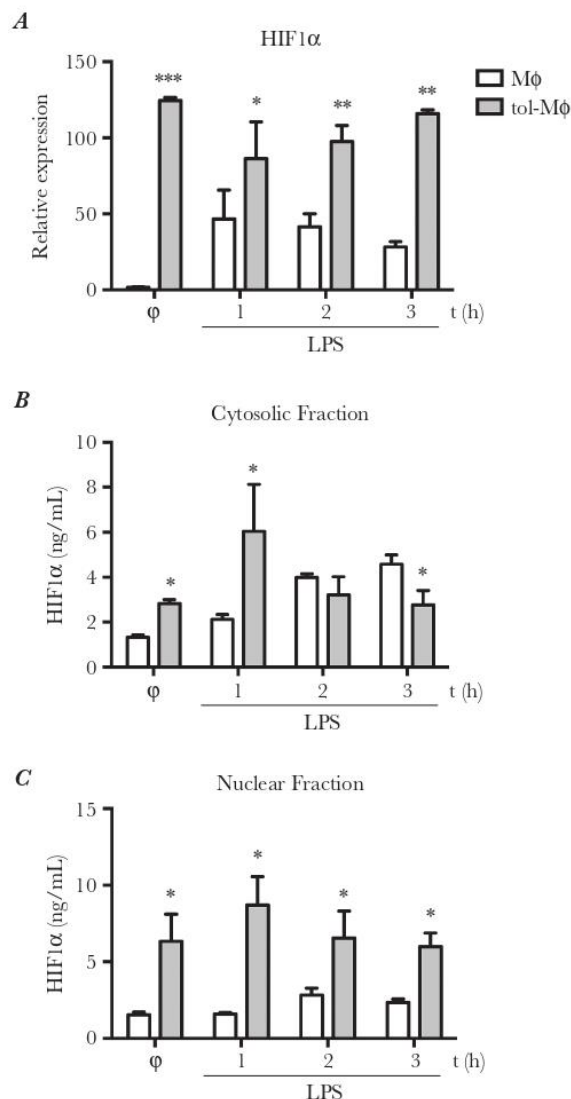 A
HIF1α
Relative expression
150
100
50
0
***
*
**
**
Mϕ
tol-Mϕ
φ 1 2 3 t (h)
LPS
B
Cytosolic Fraction
HIF1α (ng/mL)
10
8
6
4
2
0
*
*
*
φ 1 2 3 t (h)
LPS
C
Nuclear Fraction
HIF1α (ng/mL)
15
10
5
0
*
*
*
*
φ 1 2 3 t (h)
LPS